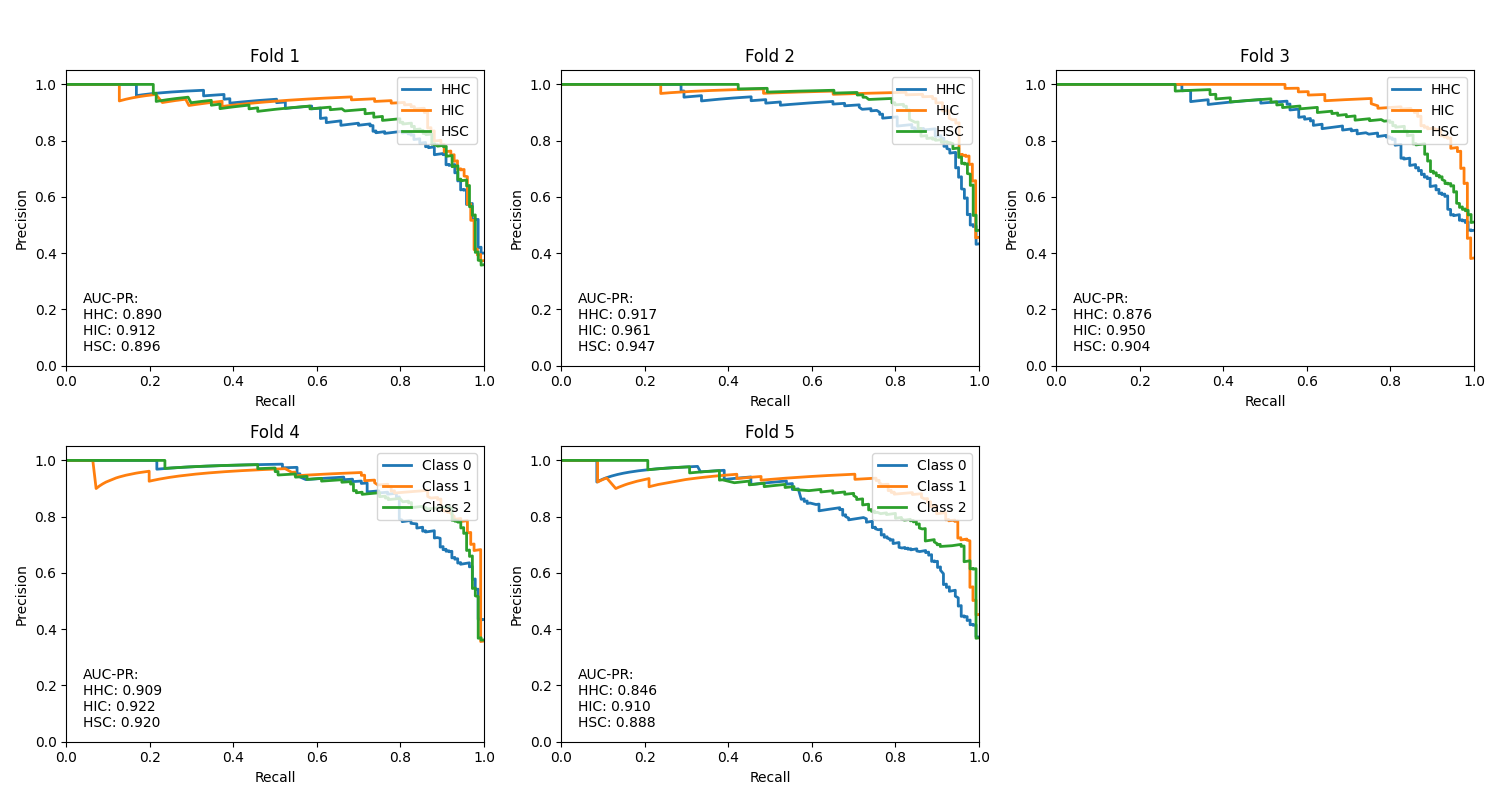 Fold 1
1.0
0.8
0.6
0.4
0.2
0.0
Precision
HHC
HIC
HSC
AUC-PR:
HHC: 0.890
HIC: 0.912
HSC: 0.896
0.0 0.2 0.4 0.6 0.8 1.0
Recall
Fold 2
1.0
0.8
0.6
0.4
0.2
0.0
Precision
HHC
HIC
HSC
AUC-PR:
HHC: 0.917
HIC: 0.961
HSC: 0.947
0.0 0.2 0.4 0.6 0.8 1.0
Recall
Fold 3
1.0
0.8
0.6
0.4
0.2
0.0
Precision
HHC
HIC
HSC
AUC-PR:
HHC: 0.876
HIC: 0.950
HSC: 0.904
0.0 0.2 0.4 0.6 0.8 1.0
Recall
Fold 4
1.0
0.8
0.6
0.4
0.2
0.0
Precision
Class 0
Class 1
Class 2
AUC-PR:
HHC: 0.909
HIC: 0.922
HSC: 0.920
0.0 0.2 0.4 0.6 0.8 1.0
Recall
Fold 5
1.0
0.8
0.6
0.4
0.2
0.0
Precision
Class 0
Class 1
Class 2
AUC-PR:
HHC: 0.846
HIC: 0.910
HSC: 0.888
0.0 0.2 0.4 0.6 0.8 1.0
Recall